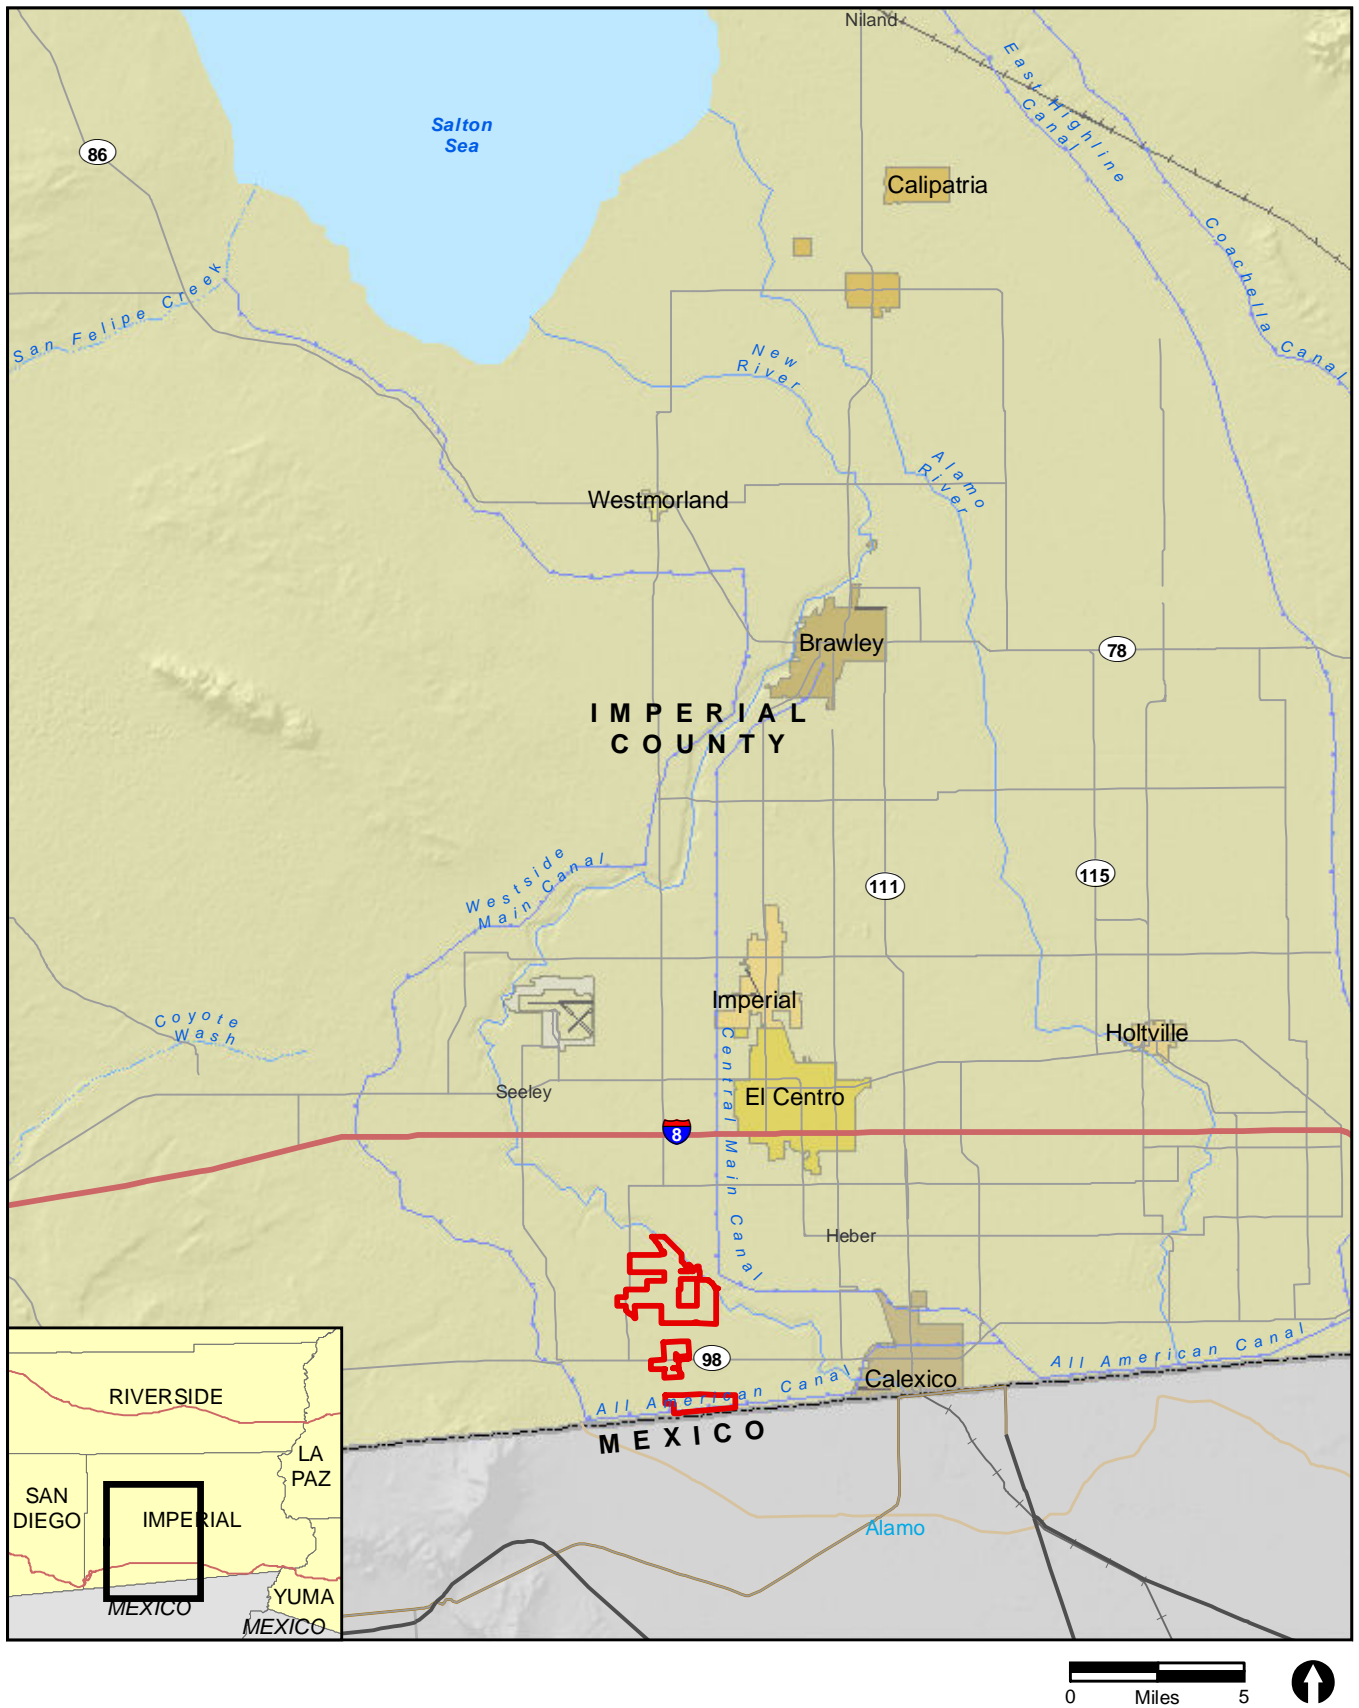 Niland
East Highline
Canal
Salton
Sea
86
Calipatria
Coachella Canal
San Felipe Creek
New
River
Alamo
River
Westmorland
Brawley
78
IMPERIAL
COUNTY
Westside
Main Canal
111
115
Imperial
Coyote
Wash
Holtville
Central Main Canal
Seeley
El Centro
8
Heber
98
All American Canal
All American Canal
Calexico
MEXICO
Alamo
RIVERSIDE
LA
PAZ
SAN
DIEGO
IMPERIAL
YUMA
MEXICO
MEXICO
0 Miles 5